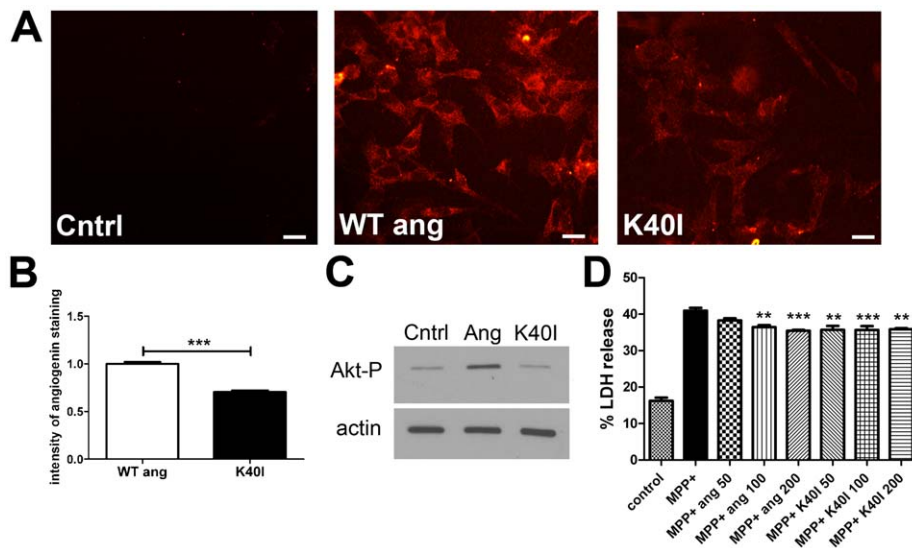 A
Cntrl
WT ang
K40I
B
intensity of angiogenin staining
1.5
1.0
0.5
0.0
***
WT ang
K40I
C
Cntrl Ang K40I
Akt-P
actin
D
% LDH release
50
40
30
20
10
0
** *** ** *** **
control
MPP+
MPP+ ang 50
MPP+ ang 100
MPP+ ang 200
MPP+ K40I 50
MPP+ K40I 100
MPP+ K40I 200